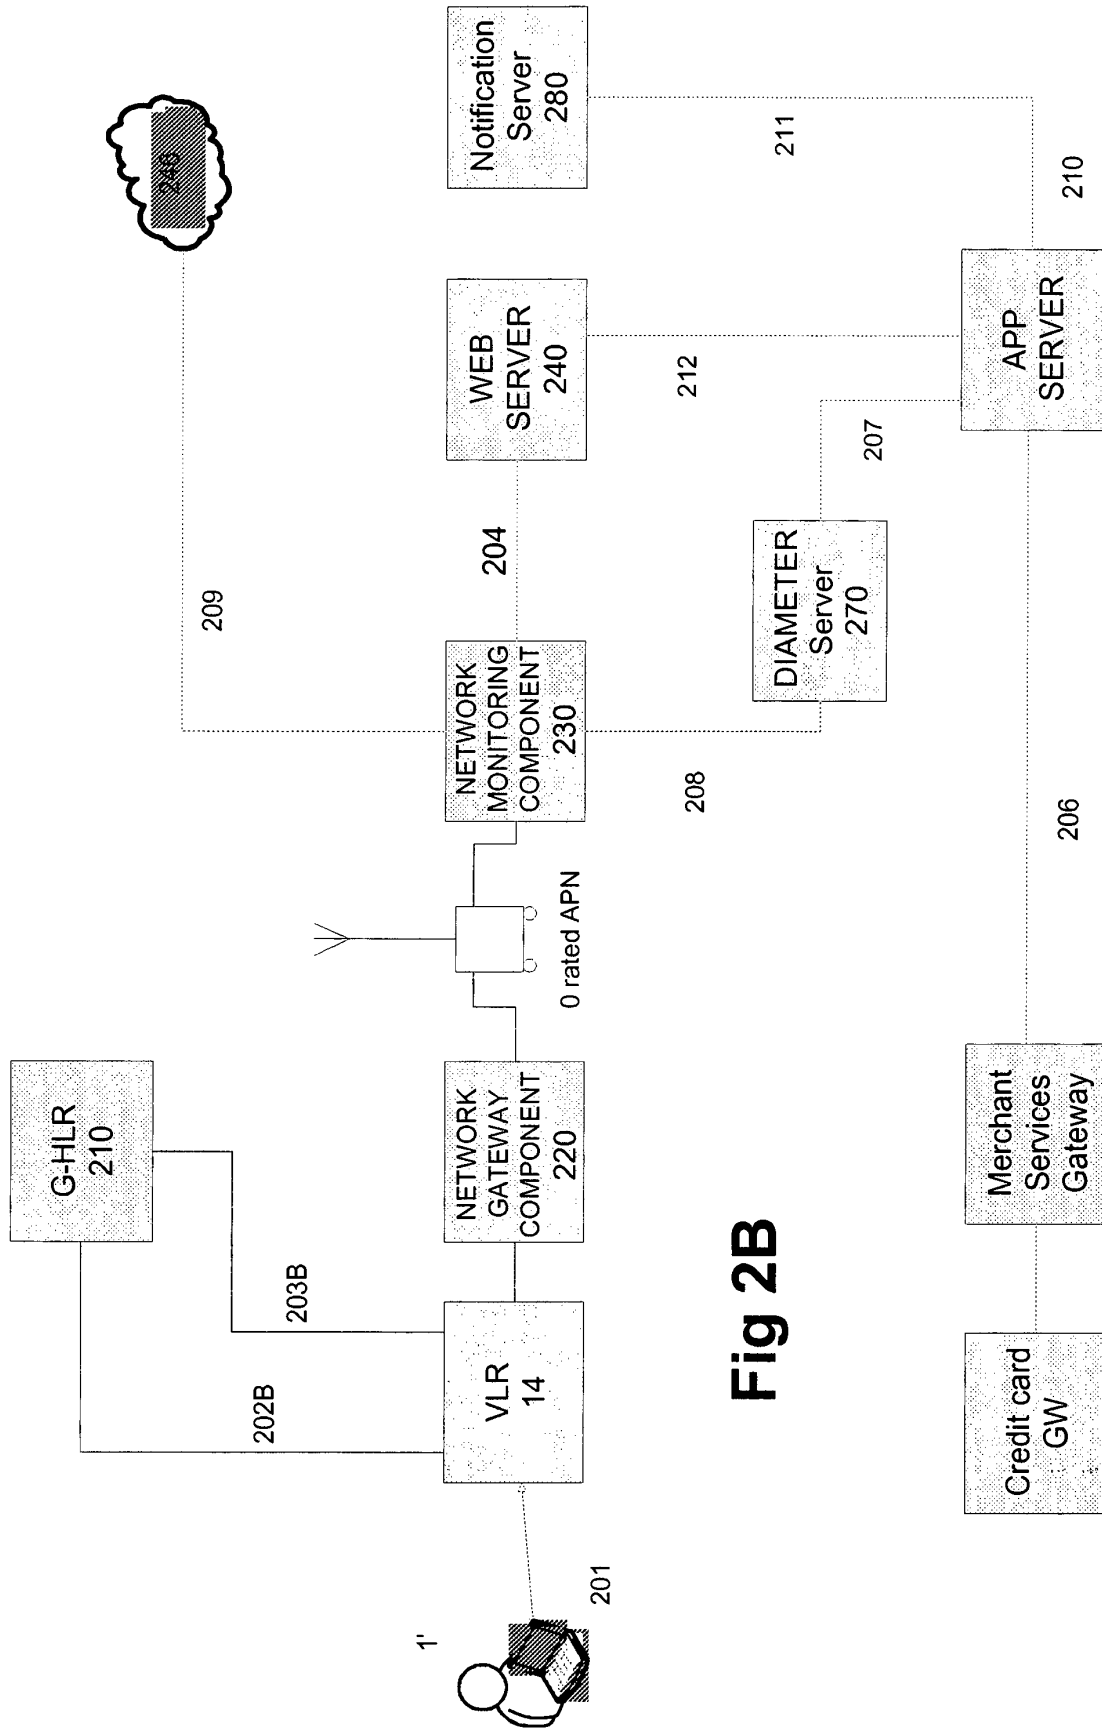 G-HLR
210
202B
203B
1'
201
VLR
14
NETWORK
GATEWAY
COMPONENT
220
0 rated APN
NETWORK
MONITORING
COMPONENT
230
209
204
WEB
SERVER
240
Notification
Server
280
208
DIAMETER
Server
270
207
212
211
210
APP
SERVER
206
Merchant
Services
Gateway
Credit card
GW
Fig 2B